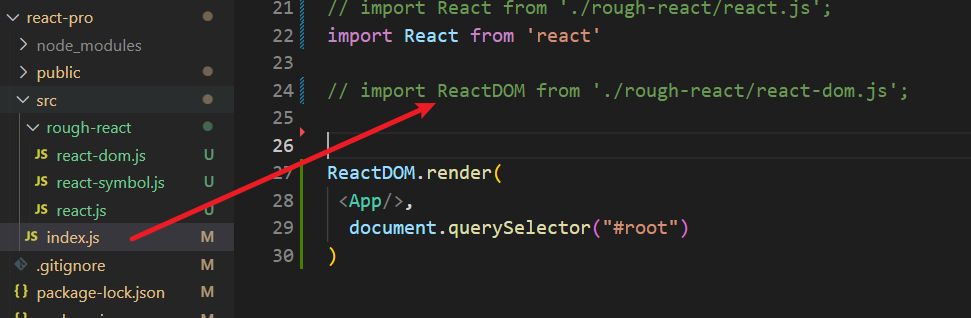 react-pro
node_modules
public
src
rough-react
JS react-dom.js U
JS react-symbol.js U
JS react.js U
JS index.js M
.gitignore M
{} package-lock.json M
21 // import React from './rough-react/react.js';
22 import React from 'react'
23
24 // import ReactDOM from './rough-react/react-dom.js';
25
26
27 ReactDOM.render(
28 <App/>,
29 document.querySelector("#root")
30 )